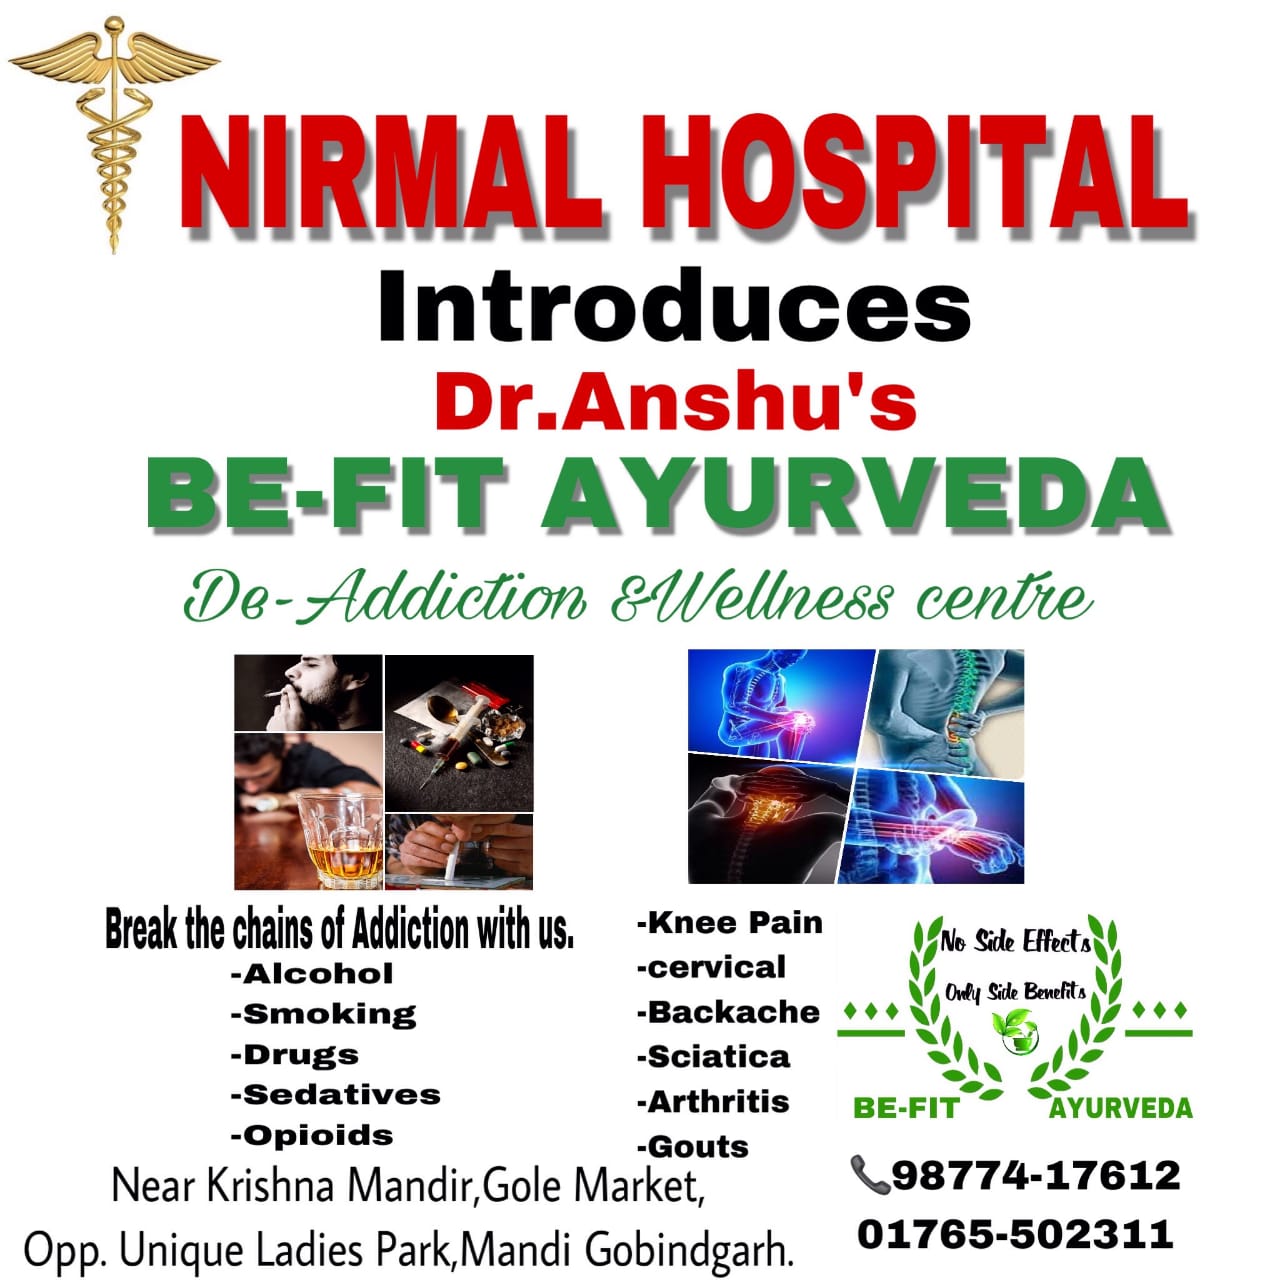 NIRMAL HOSPITAL
Introduces
Dr.Anshu's
BE-FIT AYURVEDA
De-Addiction &Wellness centre
Break the chains of Addiction with us.
-Alcohol
-Smoking
-Drugs
-Sedatives
-Opioids
-Knee Pain
-cervical
-Backache
-Sciatica
-Arthritis
-Gouts
No Side Effects
Only Side Benefits
BE-FIT AYURVEDA
Near Krishna Mandir,Gole Market,
Opp. Unique Ladies Park,Mandi Gobindgarh.
98774-17612
01765-502311